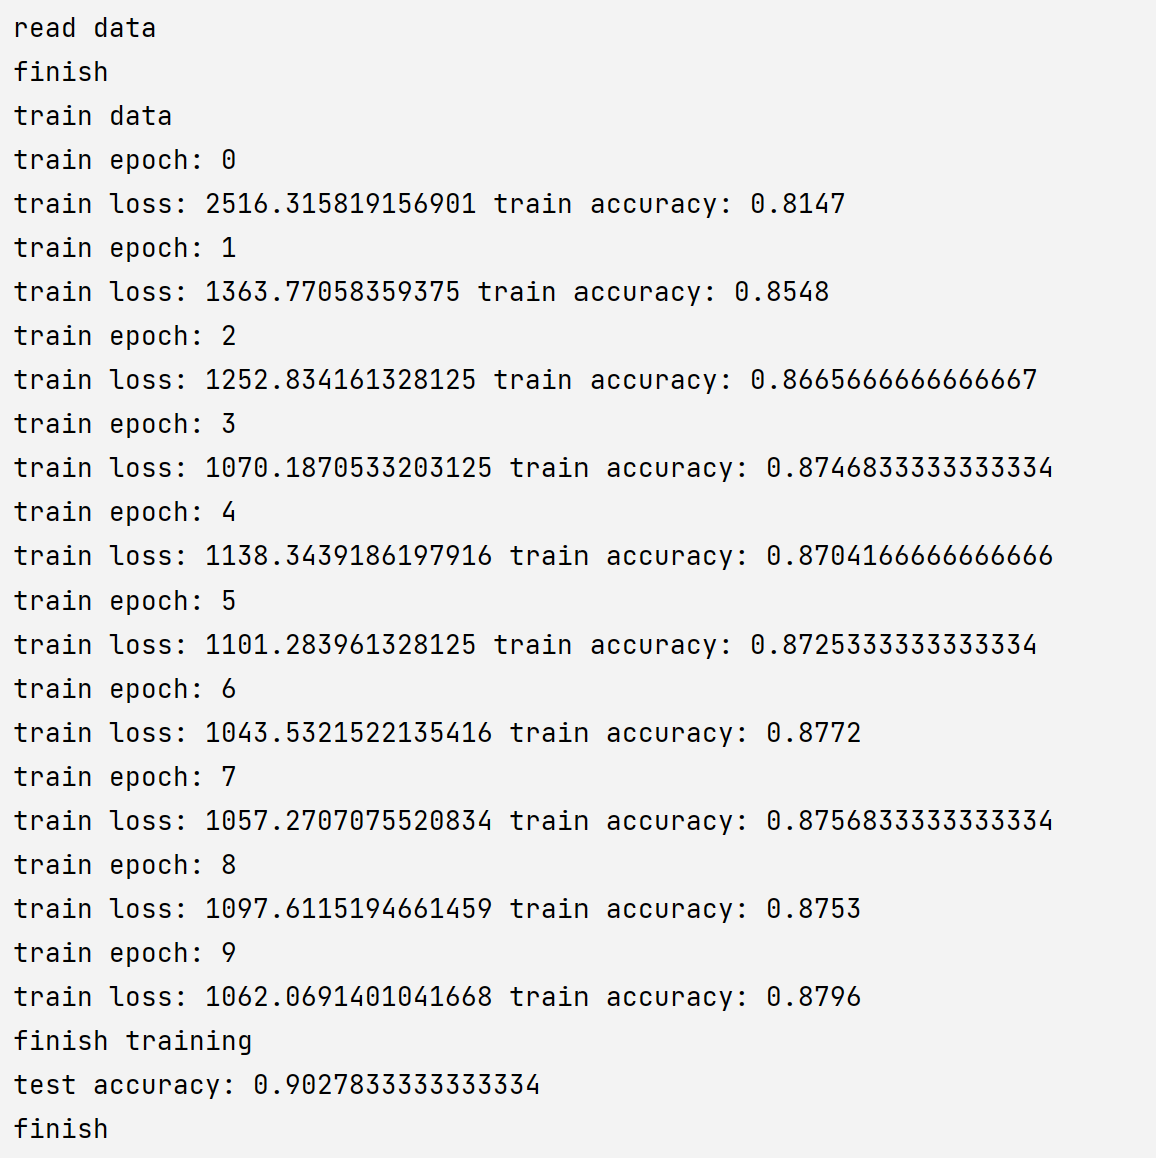 read data
finish
train data
train epoch: 0
train loss: 2516.315819156901 train accuracy: 0.8147
train epoch: 1
train loss: 1363.77058359375 train accuracy: 0.8548
train epoch: 2
train loss: 1252.834161328125 train accuracy: 0.8665666666666667
train epoch: 3
train loss: 1070.1870533203125 train accuracy: 0.8746833333333334
train epoch: 4
train loss: 1138.3439186197916 train accuracy: 0.8704166666666666
train epoch: 5
train loss: 1101.283961328125 train accuracy: 0.8725333333333334
train epoch: 6
train loss: 1043.5321522135416 train accuracy: 0.8772
train epoch: 7
train loss: 1057.2707075520834 train accuracy: 0.8756833333333334
train epoch: 8
train loss: 1097.6115194661459 train accuracy: 0.8753
train epoch: 9
train loss: 1062.0691401041668 train accuracy: 0.8796
finish training
test accuracy: 0.9027833333333334
finish